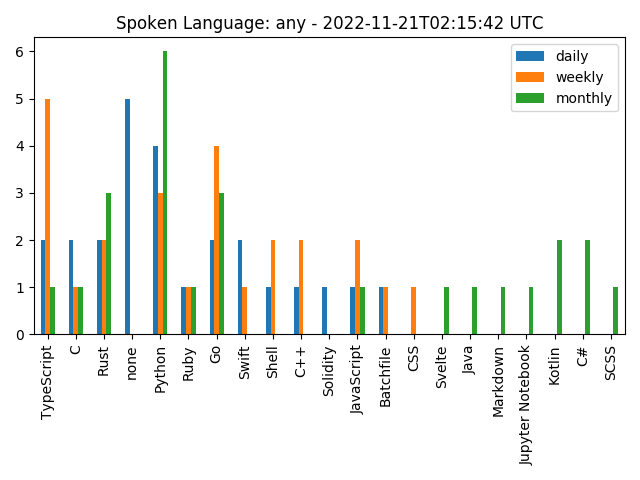 Spoken Language: any - 2022-11-21T02:15:42 UTC
daily
weekly
monthly
6
5
4
3
2
1
0
TypeScript
C
Rust
none
Python
Ruby
Go
Swift
Shell
C++
Solidity
JavaScript
Batchfile
CSS
Svelte
Java
Markdown
Jupyter Notebook
Kotlin
C#
SCSS